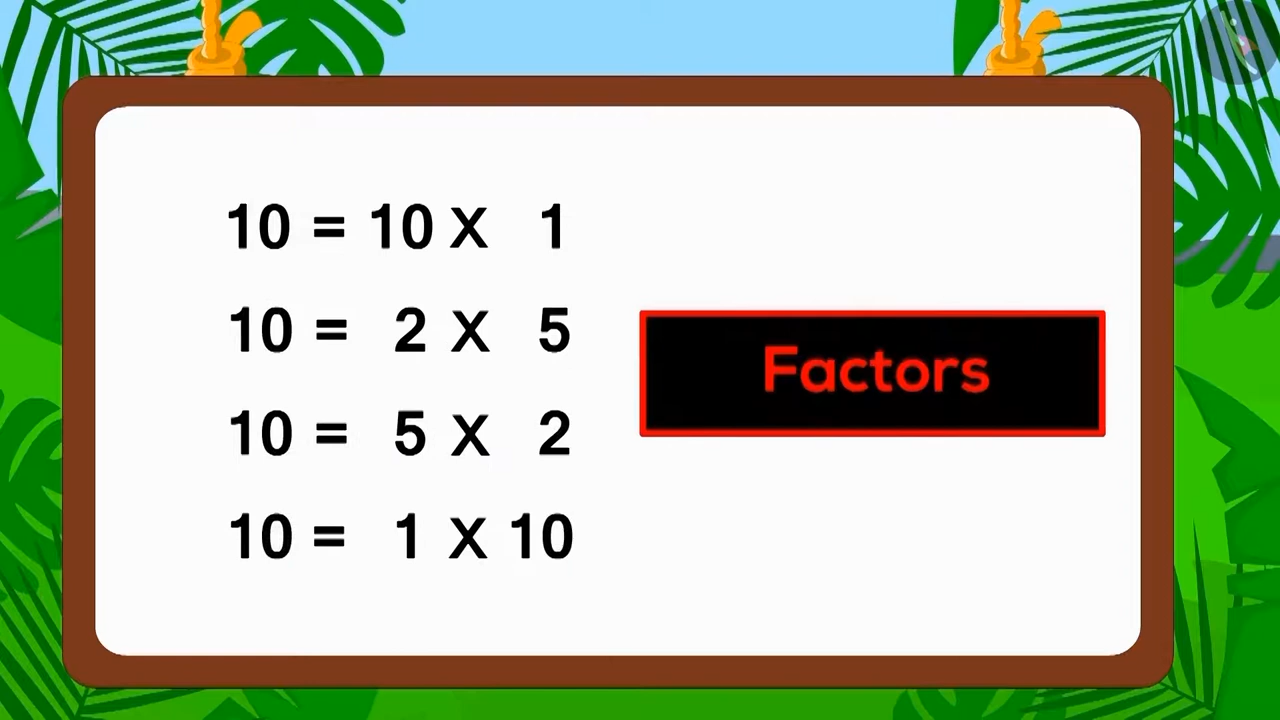 10 = 10 X 1
10 = 2 X 5
Factors
10 = 5 X 2
10 = 1 X 10